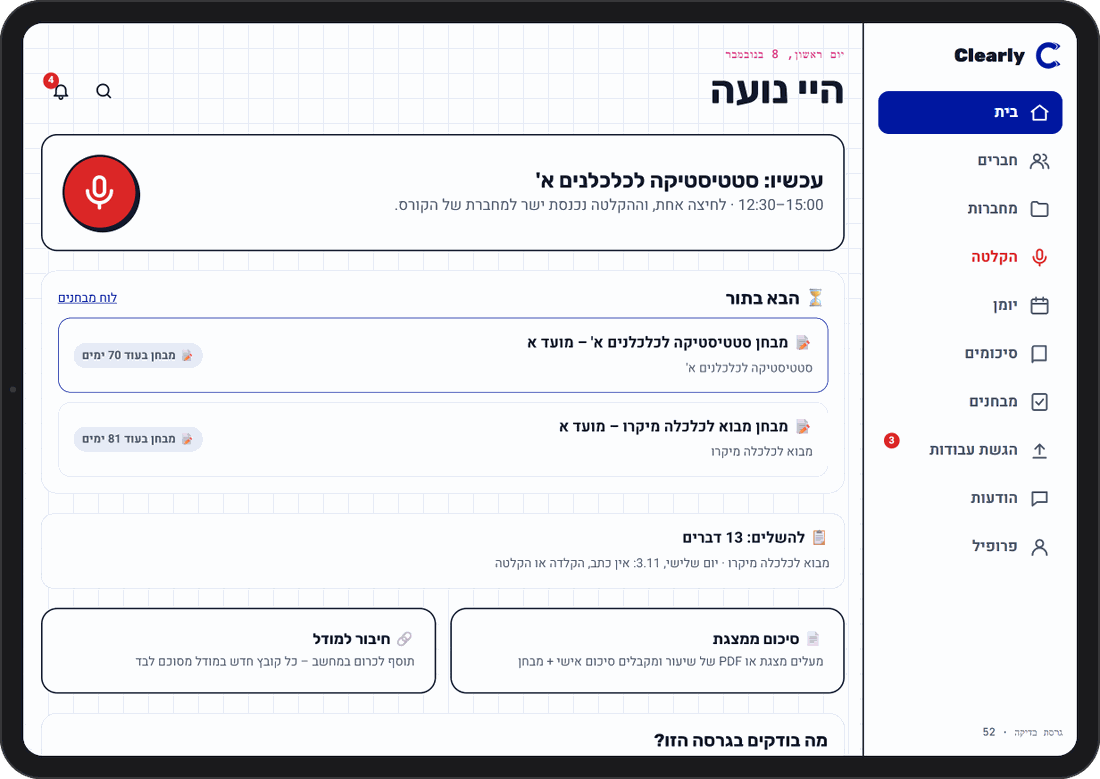 Clearly
בית
חברים
מחברות
הקלטה
יומן
סיכומים
מבחנים
הגשת עבודות
3
הודעות
פרופיל
גרסת בדיקה · 52
יום ראשון, 8 בנובמבר
היי נועה
4
עכשיו: סטטיסטיקה לכלכלנים א'
12:30–15:00 · לחיצה אחת, וההקלטה נכנסת ישר למחברת של הקורס.
⏳ הבא בתור
לוח מבחנים
📝 מבחן סטטיסטיקה לכלכלנים א' – מועד א
סטטיסטיקה לכלכלנים א'
📝 מבחן בעוד 70 ימים
📝 מבחן מבוא לכלכלה מיקרו – מועד א
מבוא לכלכלה מיקרו
📝 מבחן בעוד 81 ימים
📋 להשלים: 13 דברים
מבוא לכלכלה מיקרו · יום שלישי, 3.11: אין כתב, הקלדה או הקלטה
📄 סיכום ממצגת
מעלים מצגת או PDF של שיעור ומקבלים סיכום אישי + מבחן
🔗 חיבור למודל
תוסף לכרום במחשב – כל קובץ חדש במודל מסוכם לבד
מה בודקים בגרסה הזו?